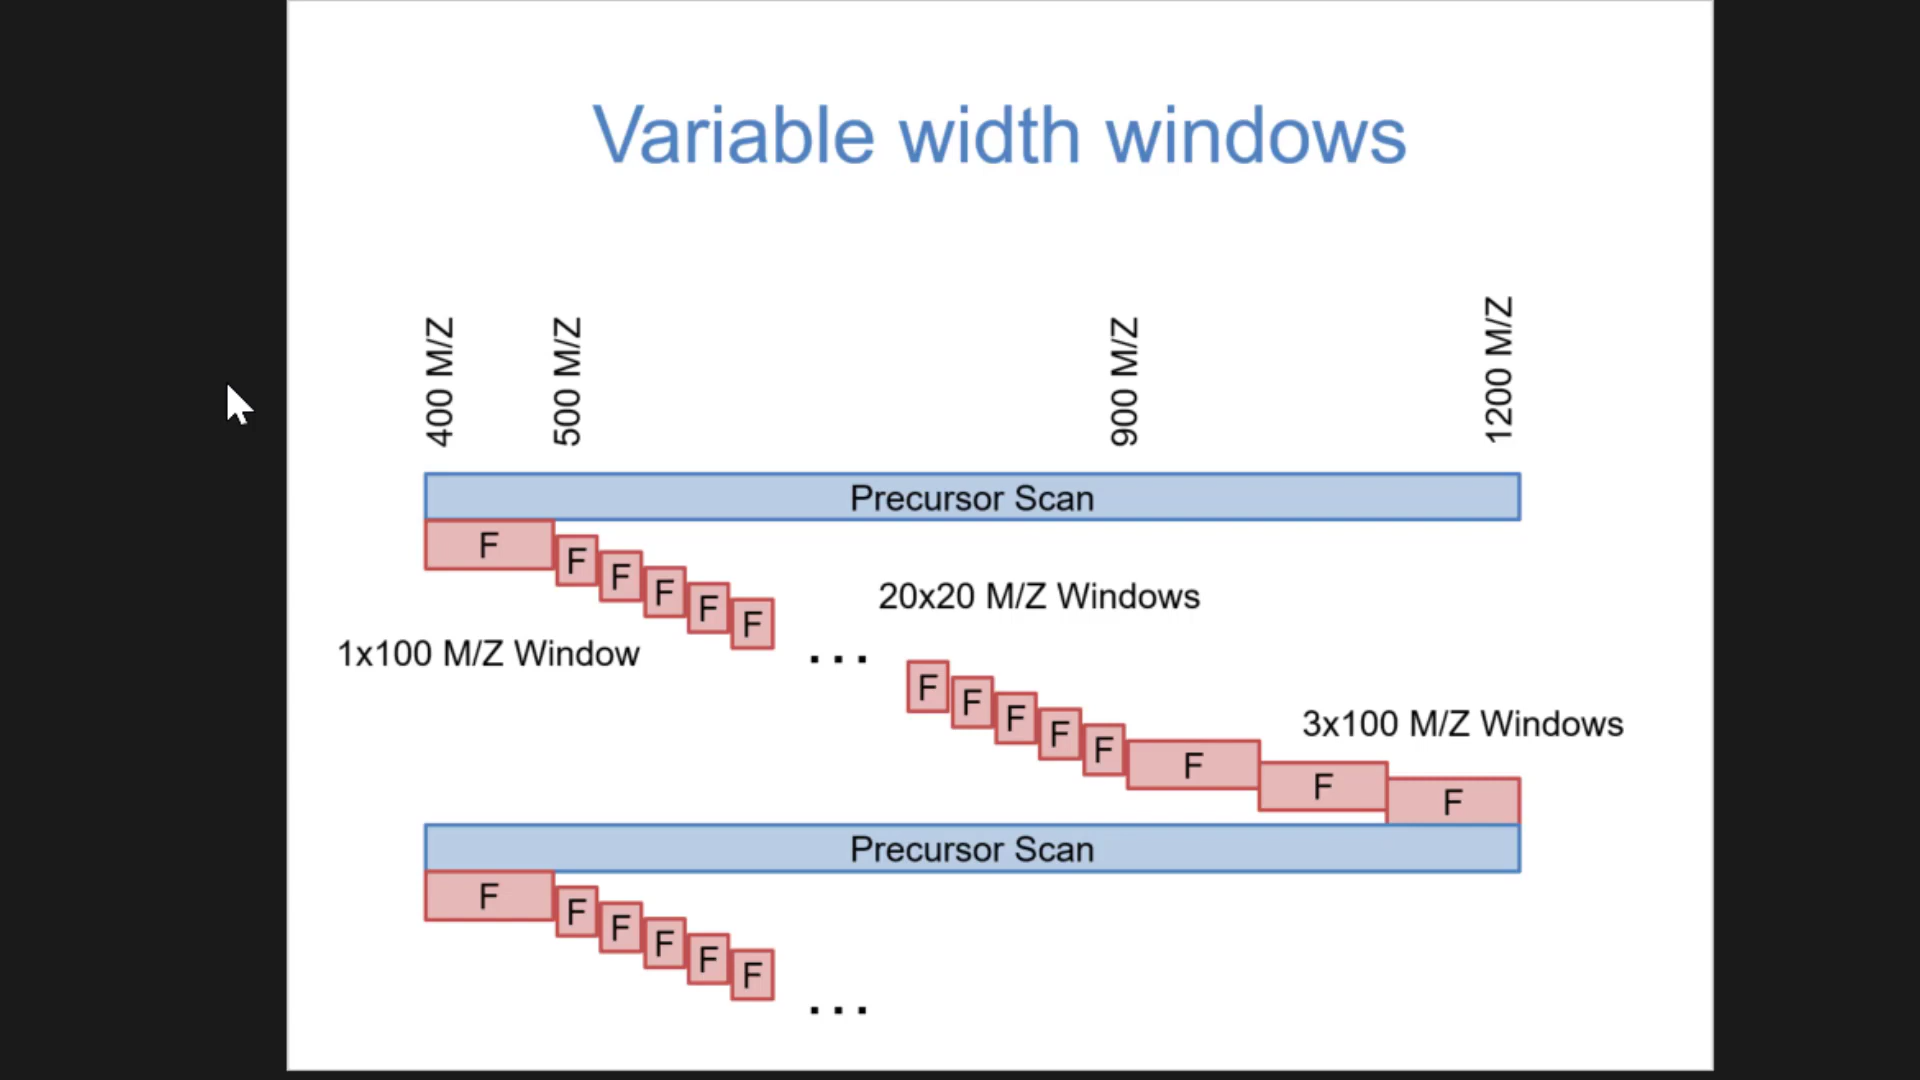 Variable width windows
400 M/Z
500 M/Z
900 M/Z
1200 M/Z
Precursor Scan
F
F
F
F
F
F
20x20 M/Z Windows
1x100 M/Z Window
...
F
F
F
F
F
F
F
F
3x100 M/Z Windows
Precursor Scan
F
F
F
F
F
F
...